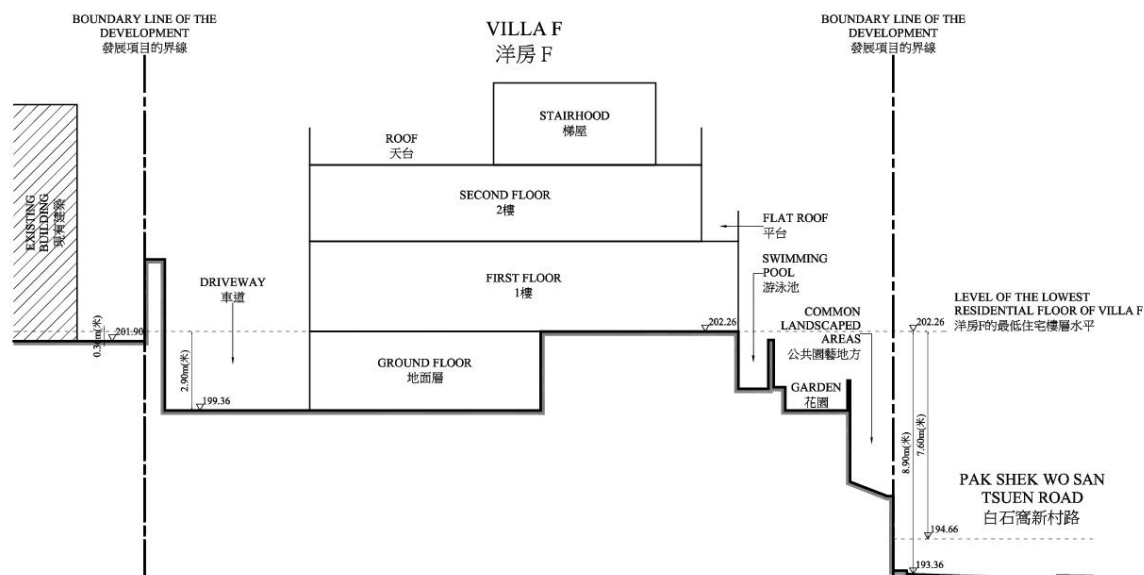 BOUNDARY LINE OF THE
DEVELOPMENT
發展項目的界線
VILLA F
洋房 F
BOUNDARY LINE OF THE
DEVELOPMENT
發展項目的界線
STAIRHOOD
梯屋
ROOF
天台
SECOND FLOOR
2樓
FLAT ROOF
平台
EXISTING
BUILDING
現有建築
FIRST FLOOR
1樓
SWIMMING
POOL
游泳池
DRIVEWAY
車道
COMMON
LANDSCAPED
AREAS
公共園藝地方
LEVEL OF THE LOWEST
RESIDENTIAL FLOOR OF VILLA F
洋房F的最低住宅樓層水平
201.90
0.36m(米)
202.26
202.26
2.90m(米)
GROUND FLOOR
地面層
GARDEN
花園
199.36
8.90m(米)
7.60m(米)
PAK SHEK WO SAN
TSUEN ROAD
白石窩新村路
194.66
193.36